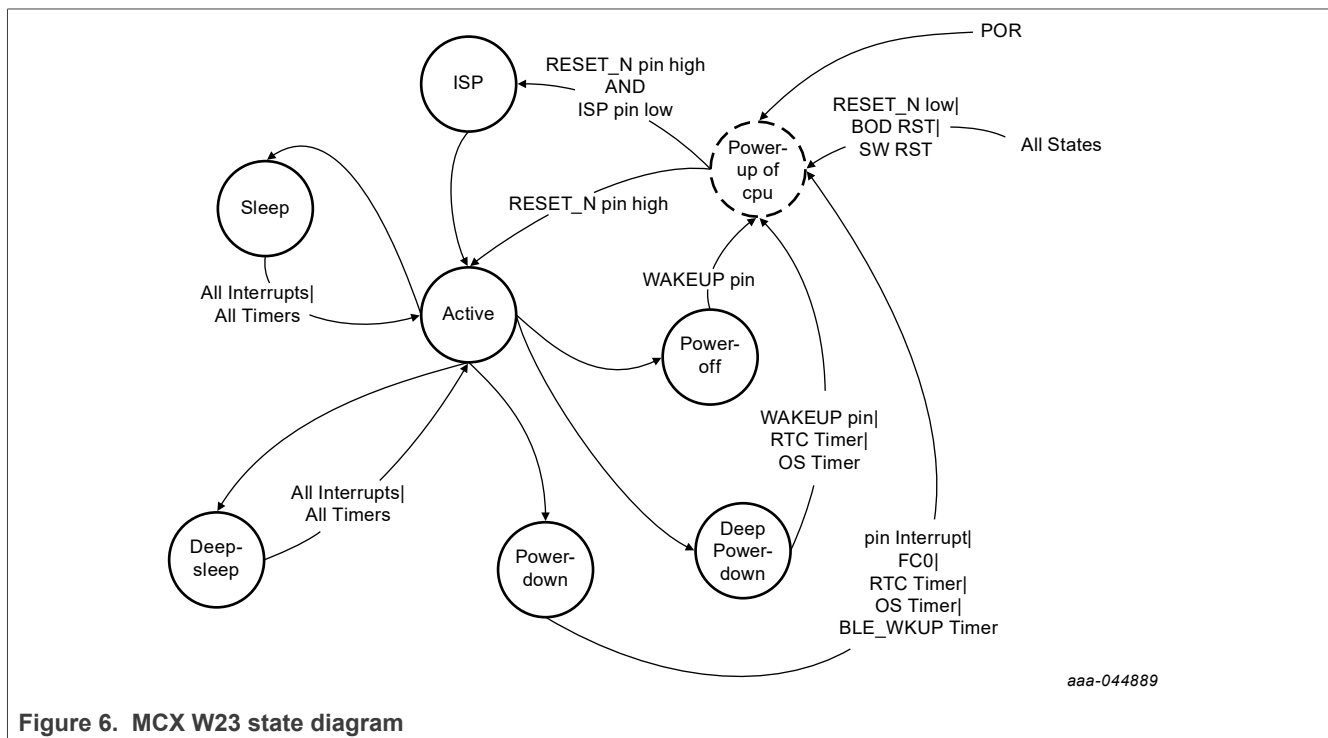 POR
ISP
RESET_N pin high
AND
ISP pin low
RESET_N low|
BOD RST|
SW RST
All States
Power-
up of
cpu
Sleep
RESET_N pin high
All Interrupts|
All Timers
Active
WAKEUP pin
Power-
off
WAKEUP pin|
RTC Timer|
OS Timer
All Interrupts|
All Timers
Deep-
sleep
Power-
down
Deep
Power-
down
pin Interrupt|
FC0|
RTC Timer|
OS Timer|
BLE_WKUP Timer
aaa-044889
Figure 6. MCX W23 state diagram